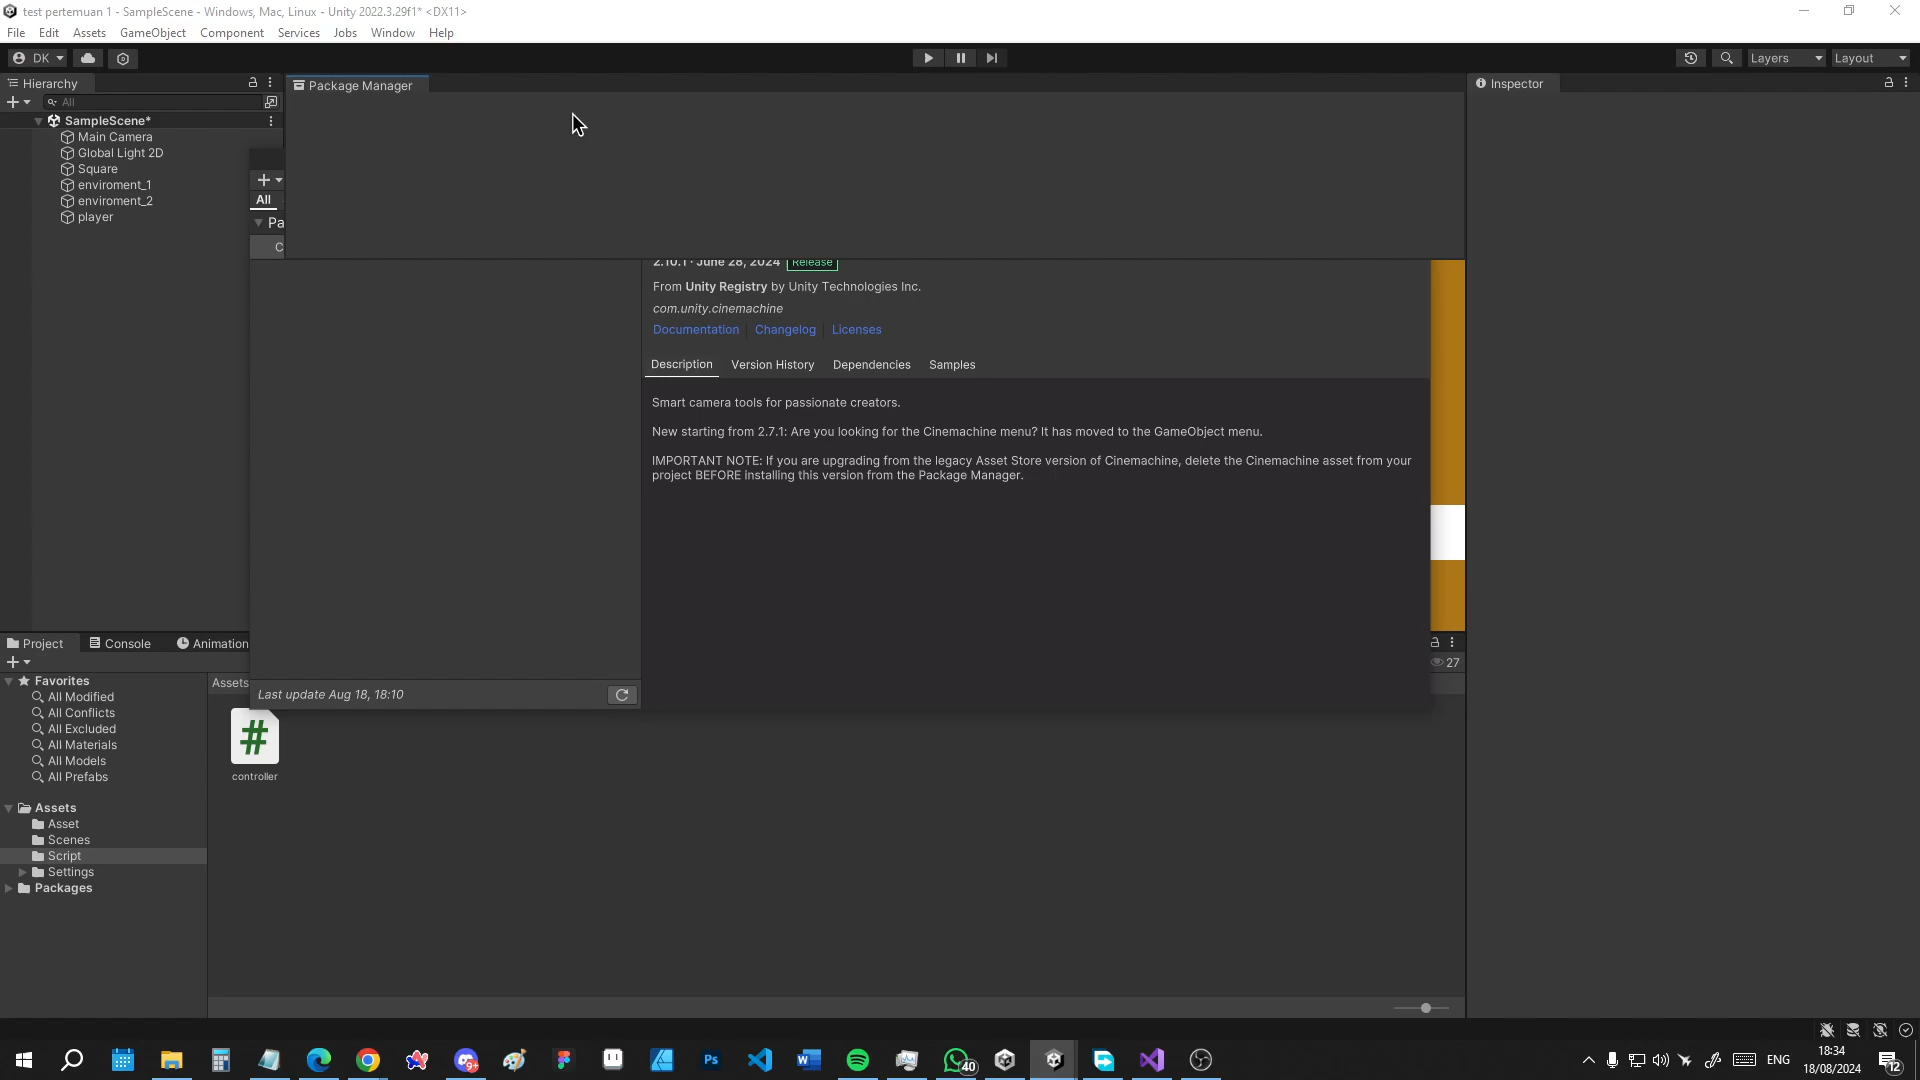 test pertemuan 1 - SampleScene - Windows, Mac, Linux - Unity 2022.3.29f1* <DX11>
File Edit Assets GameObject Component Services Jobs Window Help
DK
Layers
Layout
Hierarchy
Package Manager
Inspector
All
SampleScene*
Main Camera
Global Light 2D
Square
enviroment_1
enviroment_2
player
All
Pa
C
2.10.1 · June 28, 2024 Release
From Unity Registry by Unity Technologies Inc.
com.unity.cinemachine
Documentation Changelog Licenses
Description Version History Dependencies Samples
Smart camera tools for passionate creators.
New starting from 2.7.1: Are you looking for the Cinemachine menu? It has moved to the GameObject menu.
IMPORTANT NOTE: If you are upgrading from the legacy Asset Store version of Cinemachine, delete the Cinemachine asset from your
project BEFORE installing this version from the Package Manager.
Last update Aug 18, 18:10
Project Console Animation
27
Favorites
All Modified
All Conflicts
All Excluded
All Materials
All Models
All Prefabs
Assets
Asset
Scenes
Script
Settings
Packages
Assets
#
controller
Ps
9+
40
ENG
18:34
18/08/2024
12